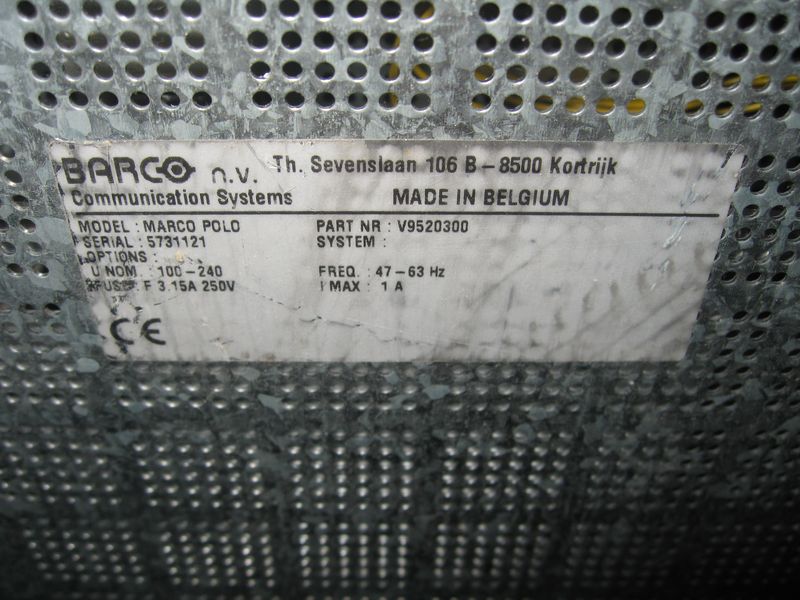 BARCO n.v. Th. Sevenslaan 106 B - 8500 Kortrijk
Communication Systems MADE IN BELGIUM
MODEL : MARCO POLO PART NR : V9520300
SERIAL : 5731121 SYSTEM :
OPTIONS :
U NOM. : 100-240 FREQ. : 47-63 Hz
FUSE : F 3.15A 250V I MAX : 1 A
CE